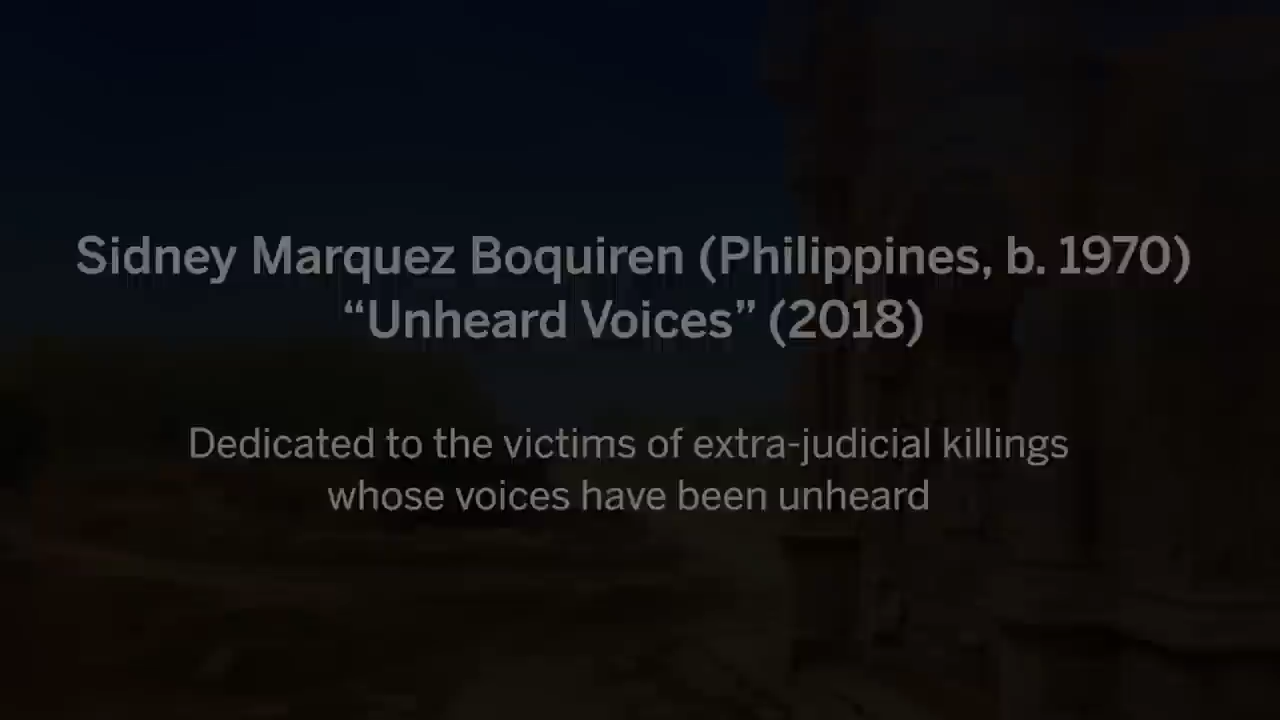 Sidney Marquez Boquiren (Philippines, b. 1970)
“Unheard Voices” (2018)
Dedicated to the victims of extra-judicial killings
whose voices have been unheard